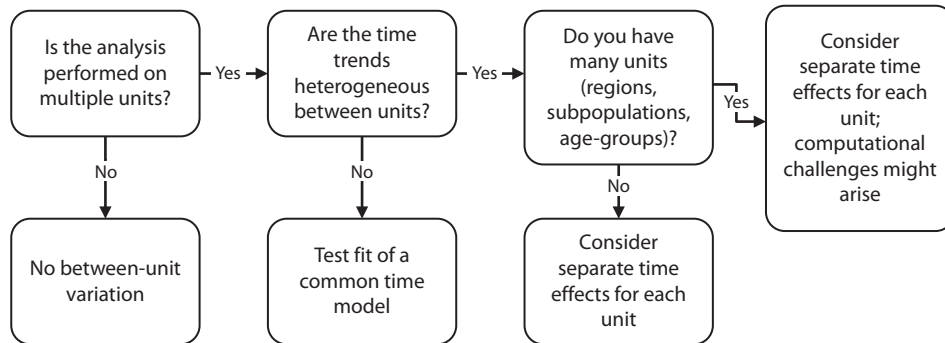 Is the analysis
performed on
multiple units?
Yes
Are the time
trends
heterogeneous
between units?
Yes
Do you have
many units
(regions,
subpopulations,
age-groups)?
Yes
Consider
separate time
effects for each
unit;
computational
challenges might
arise
No
No
No
No between-unit
variation
Test fit of a
common time
model
Consider
separate time
effects for each
unit